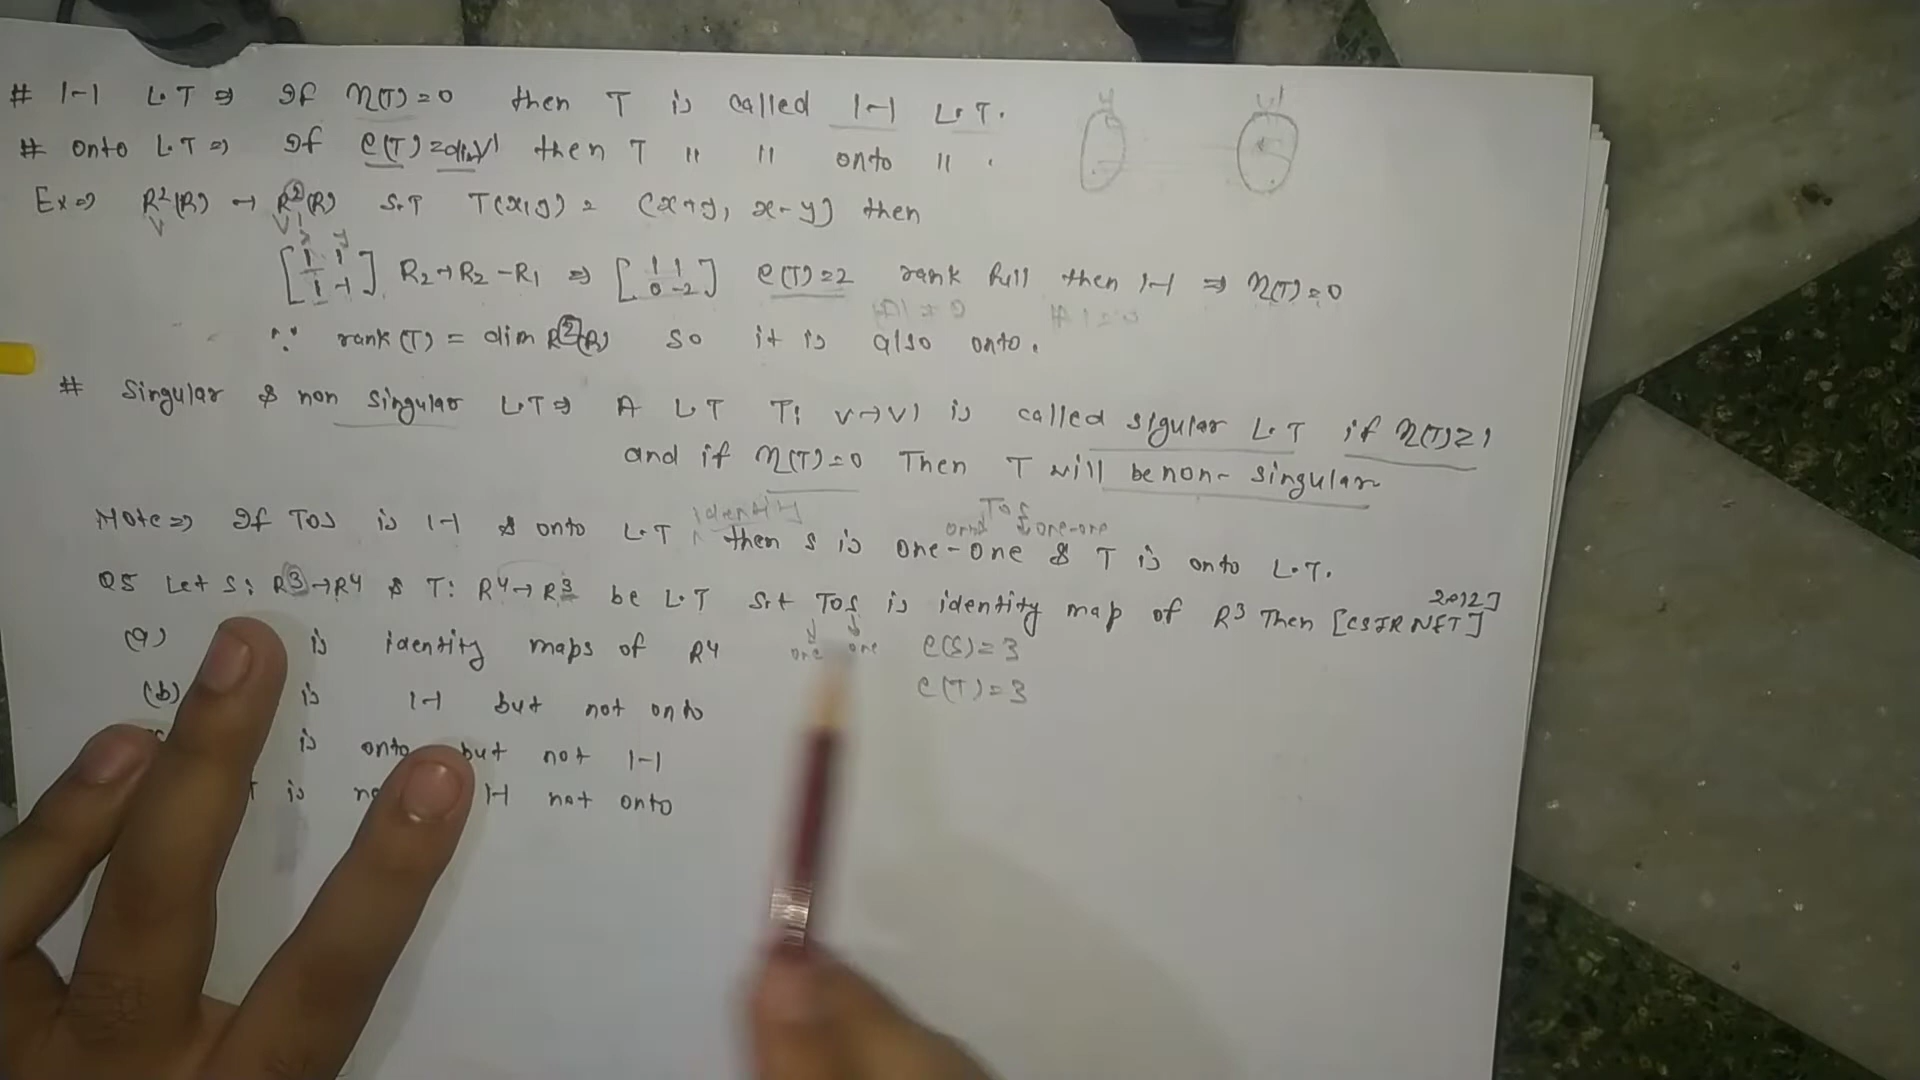 # 1-1 L.T ⇒ If η(T)=0 then T is called 1-1 L.T.
# onto L.T ⇒ If ρ(T)=dimV' then T " " onto " .
Ex ⇒ R²(R) → R²(R) s.t T(x,y) = (x+y, x-y) then
V V'
x y
[1 1
1 -1] R₂→R₂-R₁ ⇒ [1 1
0 -2] ρ(T)=2 rank full then 1-1 ⇒ η(T)=0
∵ rank(T) = dim R²(R) so it is also onto.
# Singular & non singular L.T ⇒ A L.T T: V→V' is called sigular L.T if η(T)≥1
and if η(T)=0 Then T will be non-singular
identity
Tos
one-one
Note ⇒ If Tos is 1-1 & onto L.T then s is one-one & T is onto L.T.
Q5 Let S: R³→R⁴ & T: R⁴→R³ be L.T s.t Tos is identity map of R³ Then [CSIR NET 2012]
(a) is identity maps of R⁴
one one ρ(S)=3
(b) is 1-1 but not onto
ρ(T)=3
is onto but not 1-1
T is 1-1 not onto